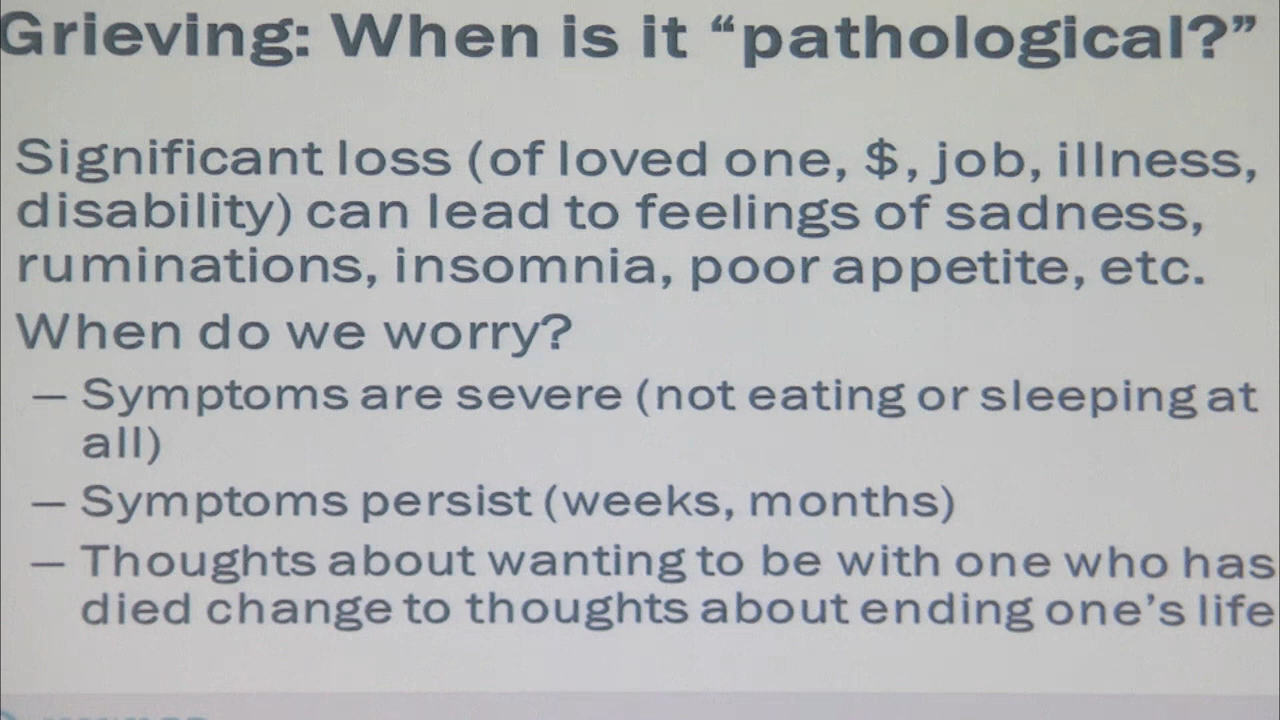 Grieving: When is it “pathological?”
Significant loss (of loved one, $, job, illness,
disability) can lead to feelings of sadness,
ruminations, insomnia, poor appetite, etc.
When do we worry?
— Symptoms are severe (not eating or sleeping at
all)
— Symptoms persist (weeks, months)
— Thoughts about wanting to be with one who has
died change to thoughts about ending one’s life